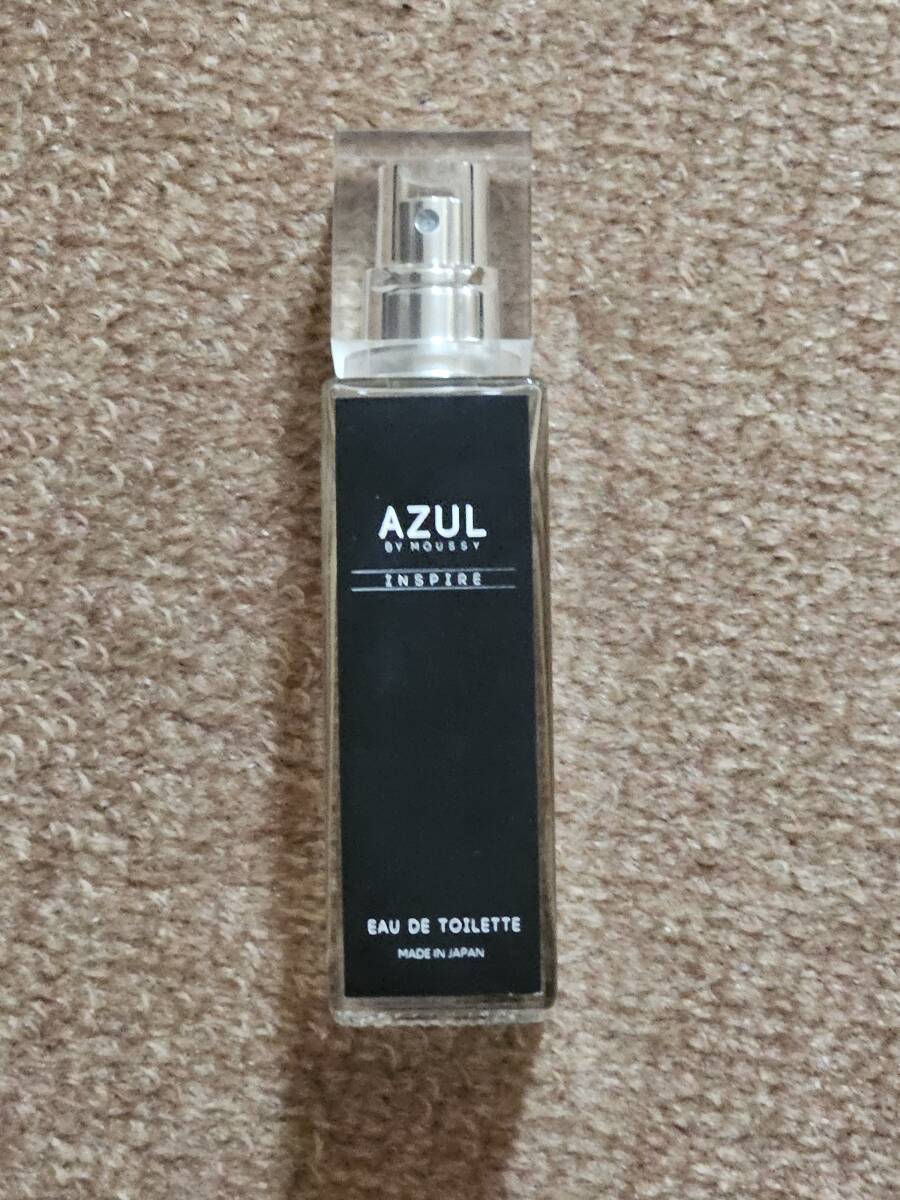 AZUL
BY MOUSSY
INSPIRE
EAU DE TOILETTE
MADE IN JAPAN